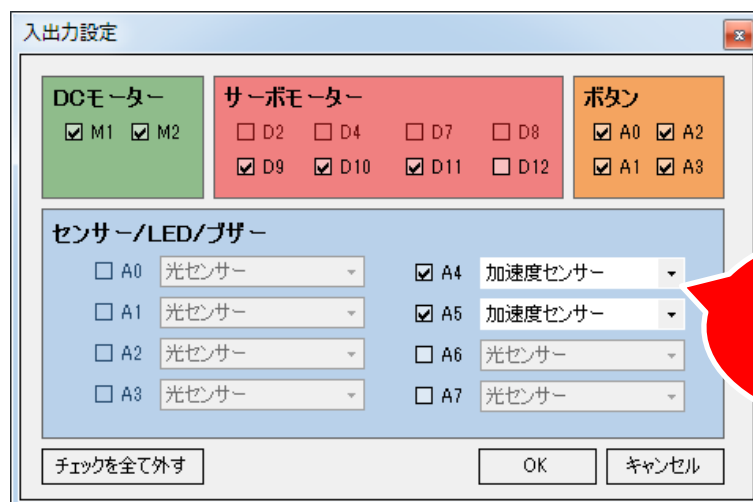 入出力設定
DCモーター
M1 M2
サーボモーター
D2 D4 D7 D8
D9 D10 D11 D12
ボタン
A0 A2
A1 A3
センサー/LED/ブザー
A0 光センサー
A1 光センサー
A2 光センサー
A3 光センサー
A4 加速度センサー
A5 加速度センサー
A6 光センサー
A7 光センサー
チェックを全て外す
OK
キャンセル